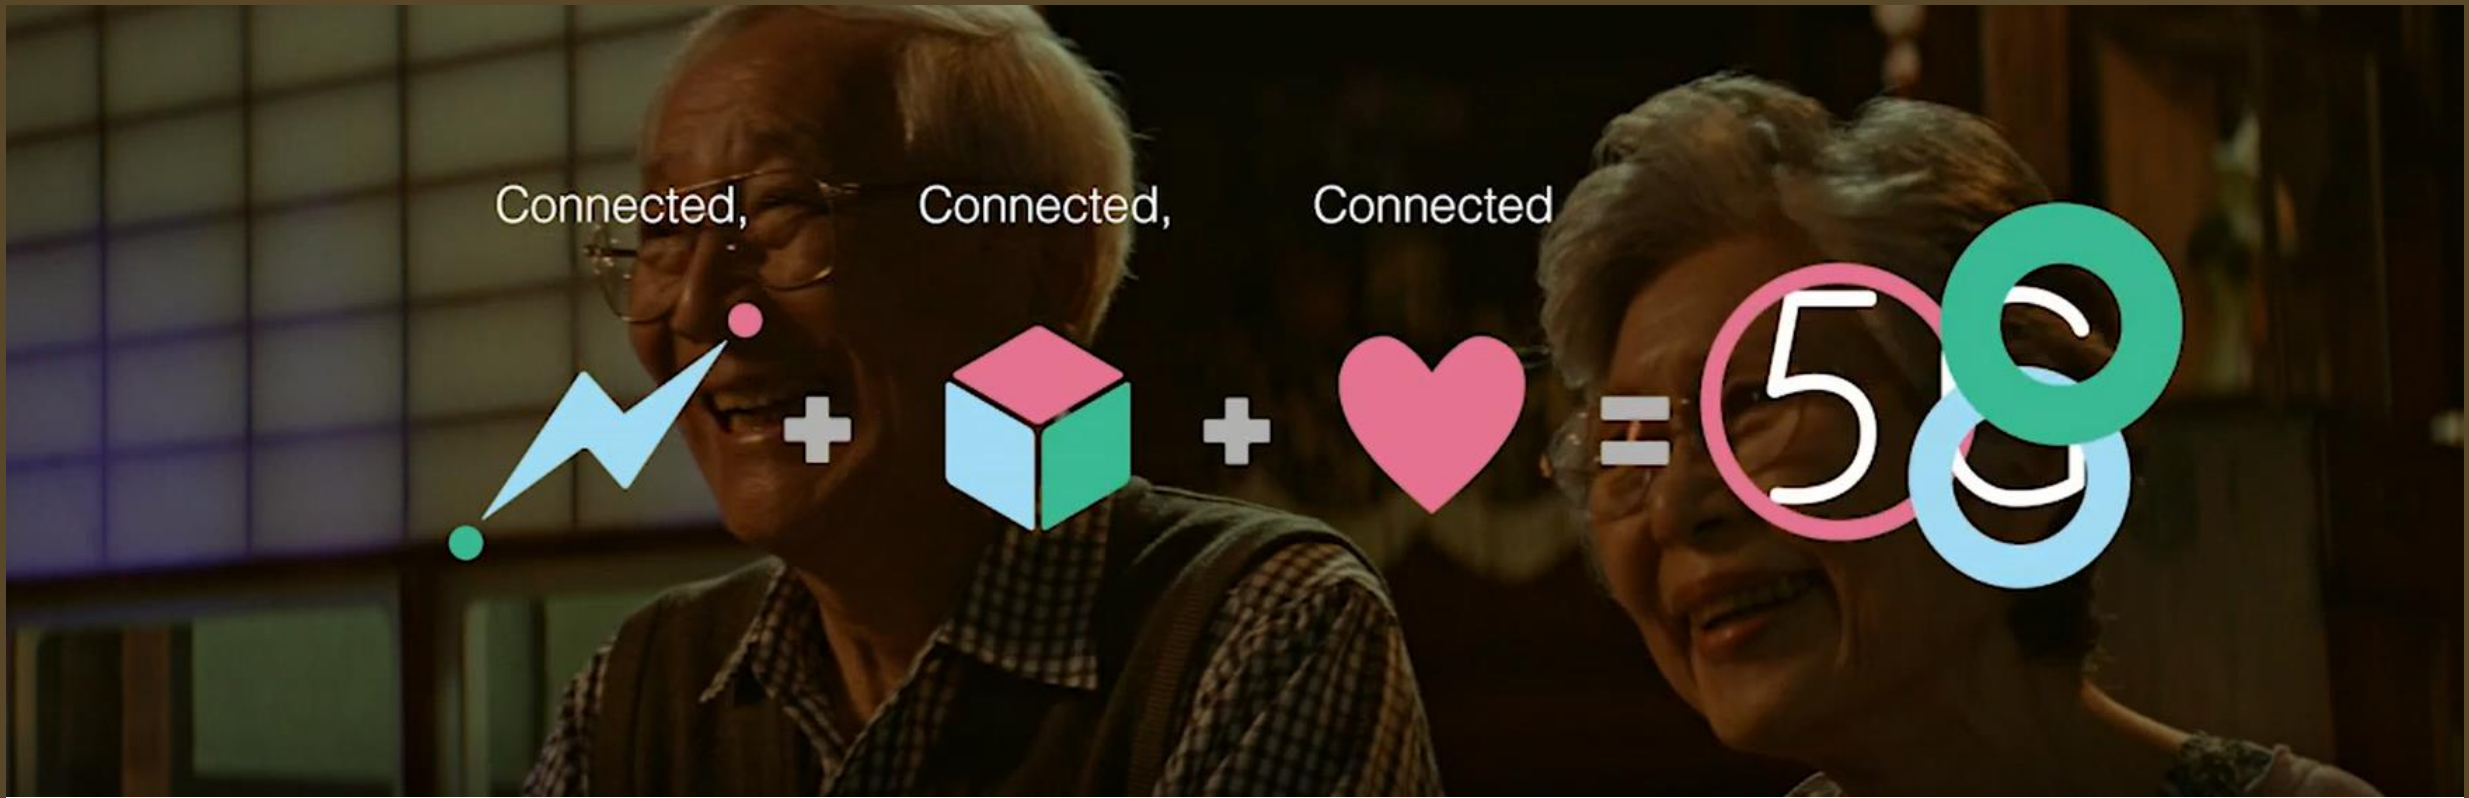 Connected, Connected, Connected
+ + = 5G